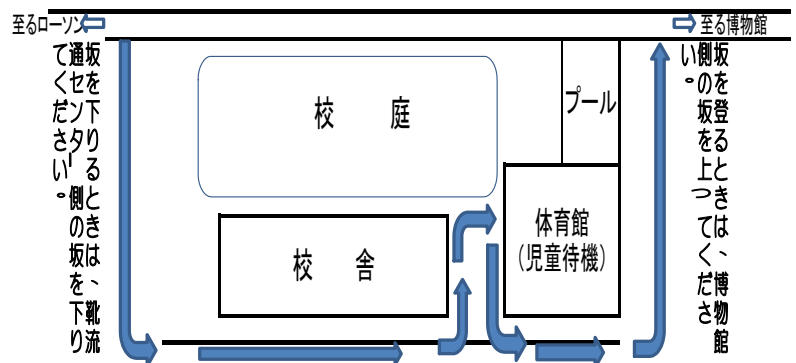 至るローソン
至る博物館
坂を下りるときは、靴流
通センター側の坂を下り
てください。
校　庭
プール
校　舎
体育館
（児童待機）
坂を登るときは、博物館
側の坂を上ってくださ
い。